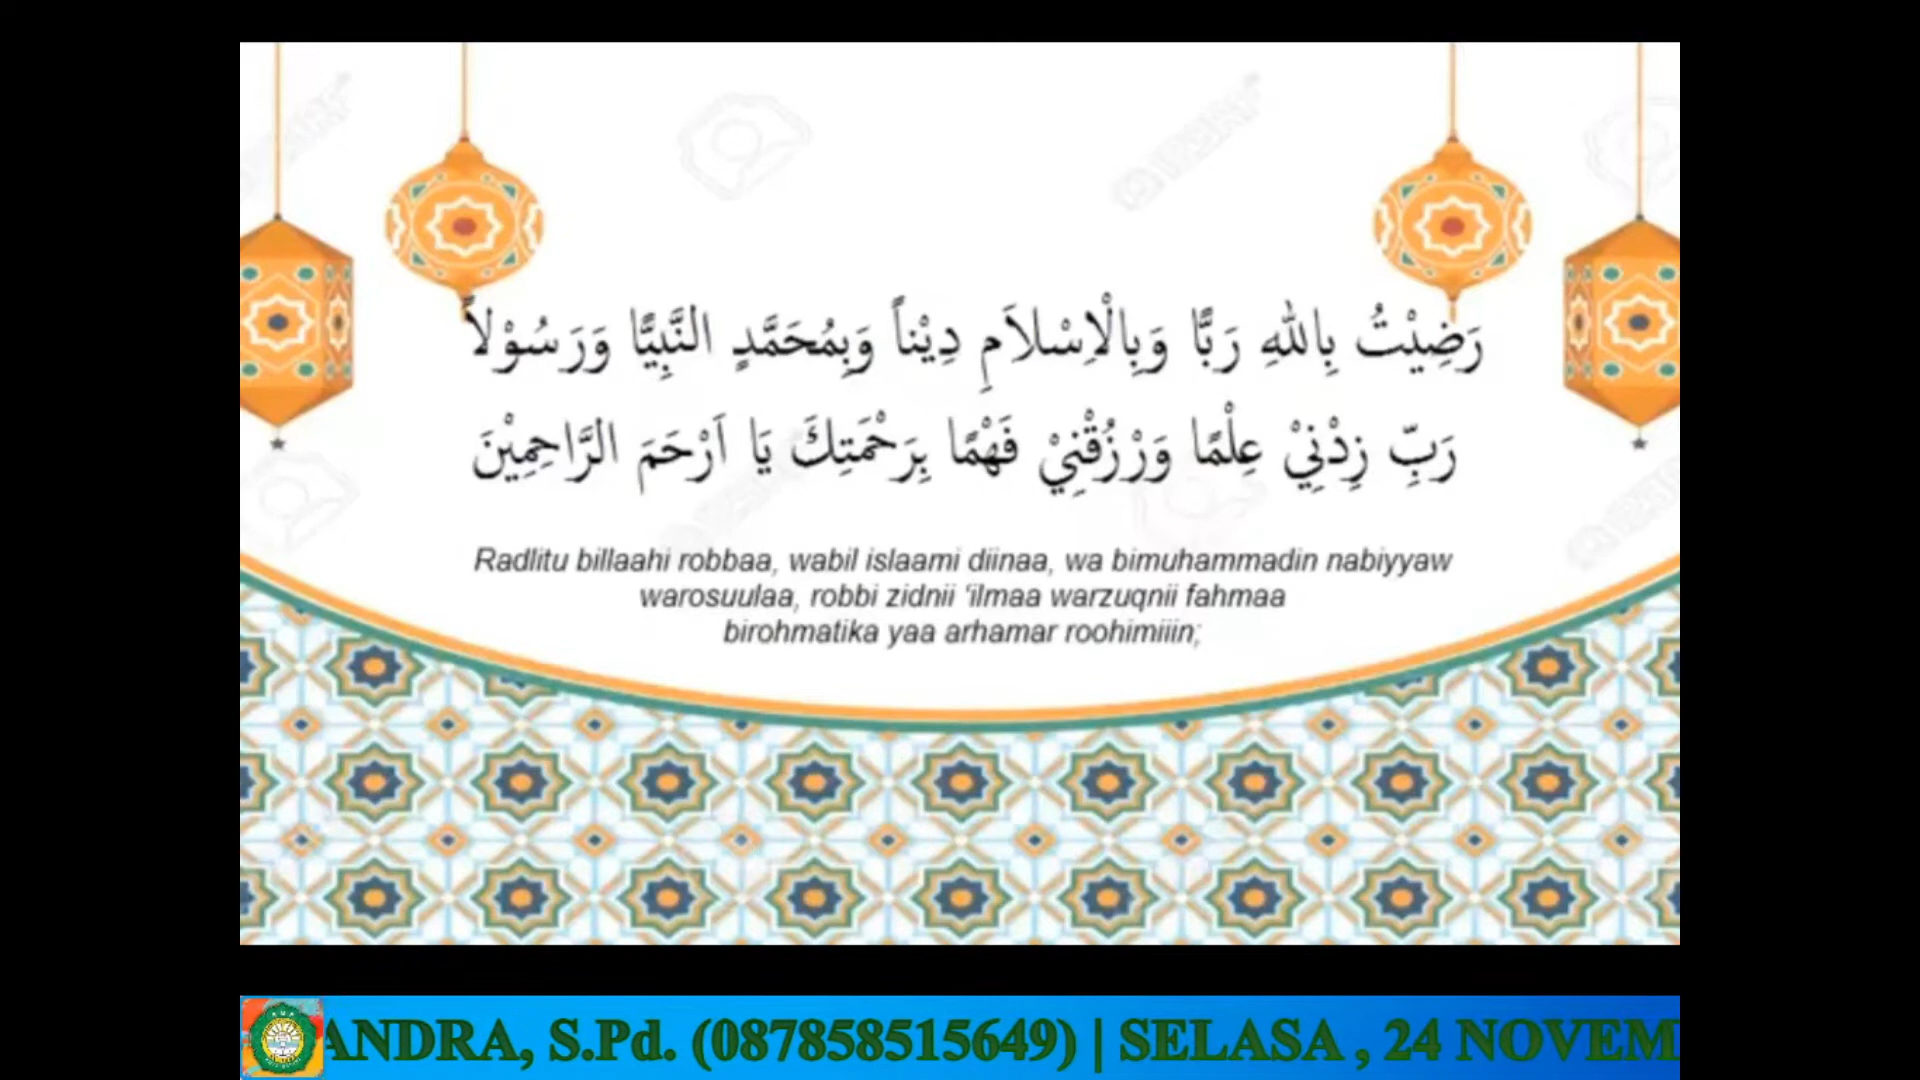 رَضِيْتُ بِاللهِ رَبًّا وَبِالْاِسْلاَمِ دِيْناً وَبِمُحَمَّدٍ النَّبِيًّا وَرَسُوْلاً
رَبِّ زِدْنِيْ عِلْمًا وَرْزُقْنِيْ فَهْمًا بِرَحْمَتِكَ يَا اَرْحَمَ الرَّاحِمِيْنَ
Radlitu billaahi robbaa, wabil islaami diinaa, wa bimuhammadin nabiyyaw
warosuulaa, robbi zidnii ‘ilmaa warzuqnii fahmaa
birohmatika yaa arhamar roohimiiin;
ANDRA, S.Pd. (087858515649) | SELASA , 24 NOVEM